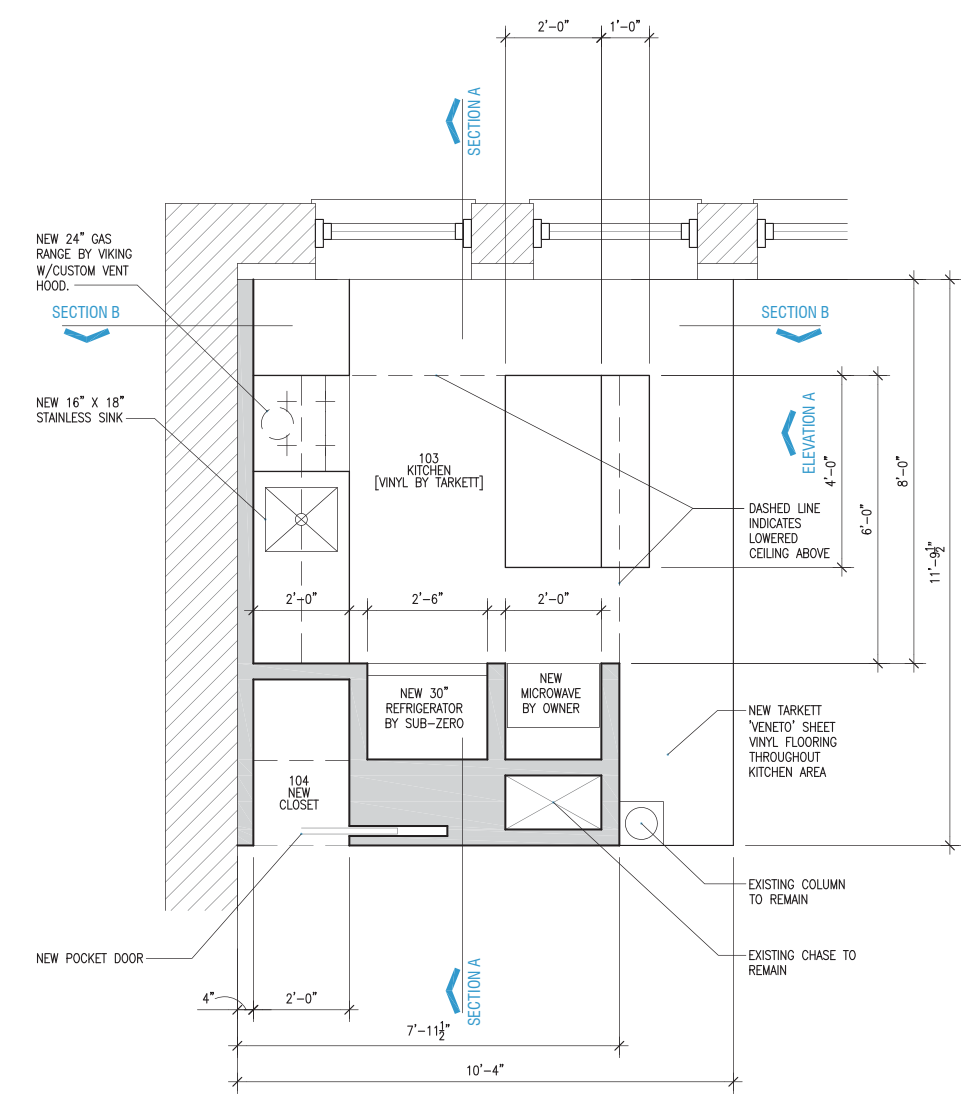 2'-0"
1'-0"
SECTION A
NEW 24" GAS
RANGE BY VIKING
W/CUSTOM VENT
HOOD.
SECTION B
SECTION B
NEW 16" X 18"
STAINLESS SINK
103
KITCHEN
[VINYL BY TARKETT]
ELEVATION A
4'-0"
6'-0"
8'-0"
11'-9½"
DASHED LINE
INDICATES
LOWERED
CEILING ABOVE
2'-0"
2'-6"
2'-0"
NEW 30"
REFRIGERATOR
BY SUB-ZERO
NEW
MICROWAVE
BY OWNER
NEW TARKETT
'VENETO' SHEET
VINYL FLOORING
THROUGHOUT
KITCHEN AREA
104
NEW
CLOSET
EXISTING COLUMN
TO REMAIN
NEW POCKET DOOR
EXISTING CHASE TO
REMAIN
SECTION A
4"
2'-0"
7'-11½"
10'-4"